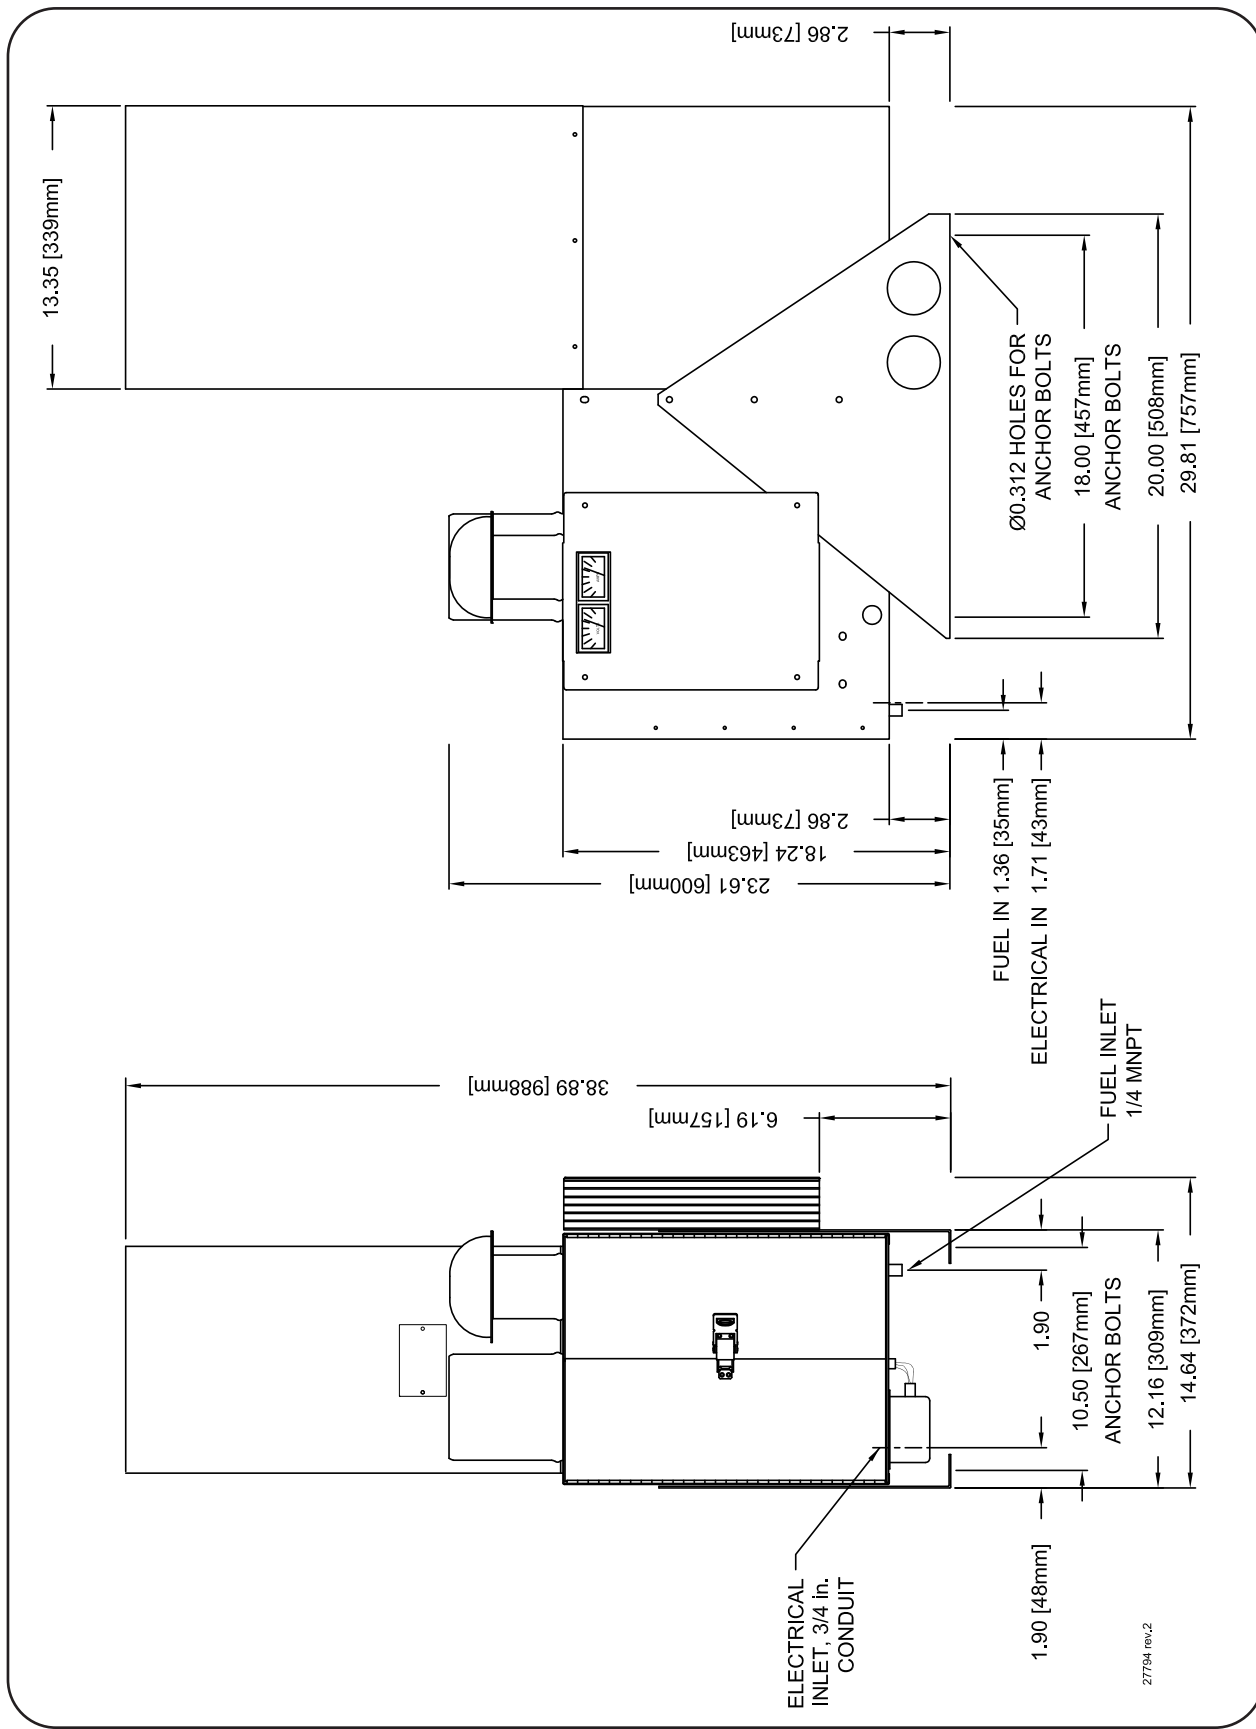 2.86 [73mm]
13.35 [339mm]
Ø0.312 HOLES FOR
ANCHOR BOLTS
18.00 [457mm]
ANCHOR BOLTS
20.00 [508mm]
29.81 [757mm]
2.86 [73mm]
18.24 [463mm]
23.61 [600mm]
FUEL IN 1.36 [35mm]
ELECTRICAL IN 1.71 [43mm]
38.89 [988mm]
6.19 [157mm]
FUEL INLET
1/4 MNPT
1.90
10.50 [267mm]
ANCHOR BOLTS
12.16 [309mm]
14.64 [372mm]
ELECTRICAL
INLET, 3/4 in.
CONDUIT
1.90 [48mm]
27794 rev.2